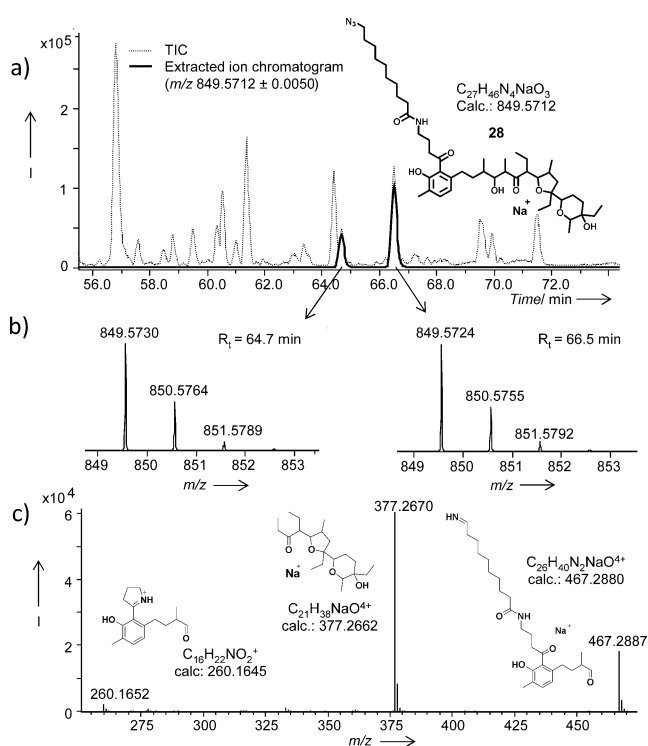 a)
x10⁵
TIC
Extracted ion chromatogram
(m/z 849.5712 ± 0.0050)
N₃
C₂₇H₄₆N₄NaO₃
Calc.: 849.5712
28
O
NH
O
HO
OH
O
O
O
OH
Na⁺
I
2
1
0
56.0 58.0 60.0 62.0 64.0 66.0 68.0 70.0 72.0
Time/ min
b)
849.5730
Rₜ = 64.7 min
850.5764
851.5789
849 850 851 852 853
m/z
849.5724
Rₜ = 66.5 min
850.5755
851.5792
849 850 851 852 853
m/z
c)
x10⁴
6
4
2
0
I
377.2670
O
O
O
OH
Na⁺
C₂₁H₃₈NaO⁴⁺
calc.: 377.2662
HN
C₂₆H₄₀N₂NaO⁴⁺
calc.: 467.2880
O
NH
O
HO
O
Na⁺
467.2887
NH
+
HO
O
C₁₆H₂₂NO₂⁺
calc: 260.1645
260.1652
275 300 325 350 375 400 425 450
m/z